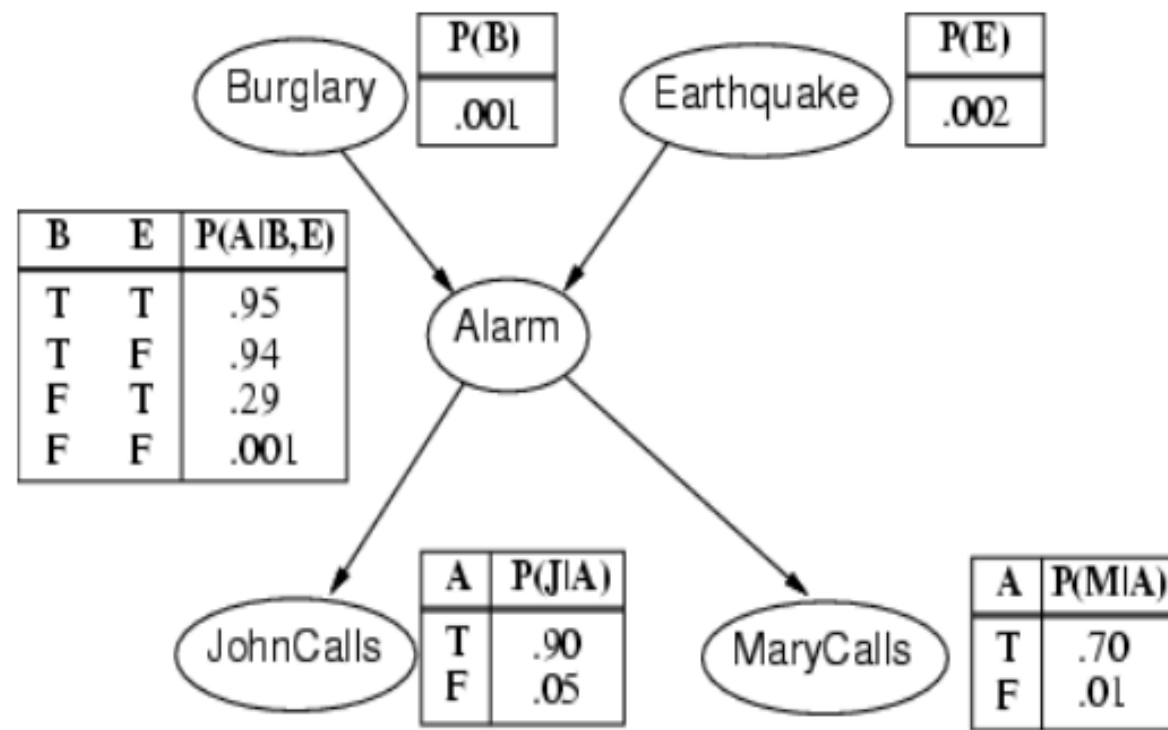 Burglary
P(B)
.001
Earthquake
P(E)
.002
B E P(A|B,E)
T T .95
T F .94
F T .29
F F .001
Alarm
JohnCalls
A P(J|A)
T .90
F .05
MaryCalls
A P(M|A)
T .70
F .01